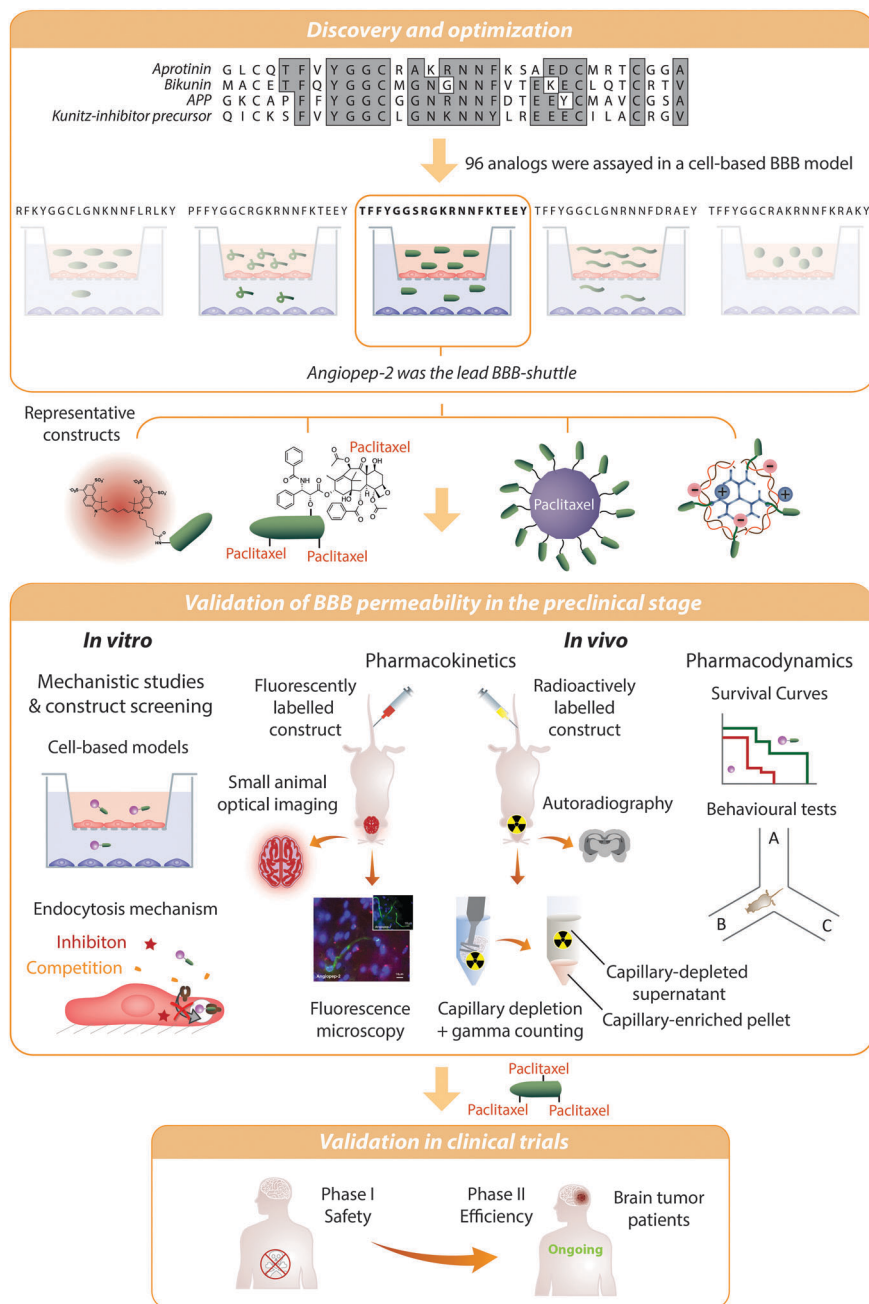 Discovery and optimization
Aprotinin G L C Q T F V Y G G C R A K R N N F K S A E D C M R T C G G A
Bikunin M A C E T F Q Y G G C M G N G N N F V T E K E C L Q T C R T V
APP G K C A P F F Y G G C G G N R N N F D T E E Y C M A V C G S A
Kunitz-inhibitor precursor Q I C K S F V Y G G C L G N K N N Y L R E E E C I L A C R G V
96 analogs were assayed in a cell-based BBB model
RFKYGGCLGNKNNFLRLKY PFFYGGCRGKRNNFKTEEY TFFYGGSRGKRNNFKTEEY TFFYGGCLGNRNNFDRAEY TFFYGGCRAKRNNFKRAKY
Angiopep-2 was the lead BBB-shuttle
Representative
constructs
Paclitaxel
Paclitaxel
Paclitaxel
Paclitaxel
Validation of BBB permeability in the preclinical stage
In vitro
Mechanistic studies
& construct screening
Cell-based models
Endocytosis mechanism
Inhibiton
Competition
In vivo
Pharmacokinetics
Fluorescently
labelled
construct
Small animal
optical imaging
Angiopep-2
Fluorescence
microscopy
Radioactively
labelled
construct
Autoradiography
Capillary depletion
+ gamma counting
Capillary-depleted
supernatant
Capillary-enriched pellet
Pharmacodynamics
Survival Curves
Behavioural tests
A
B
C
Paclitaxel
Paclitaxel Paclitaxel
Validation in clinical trials
Phase I
Safety
Phase II
Efficiency
Ongoing
Brain tumor
patients